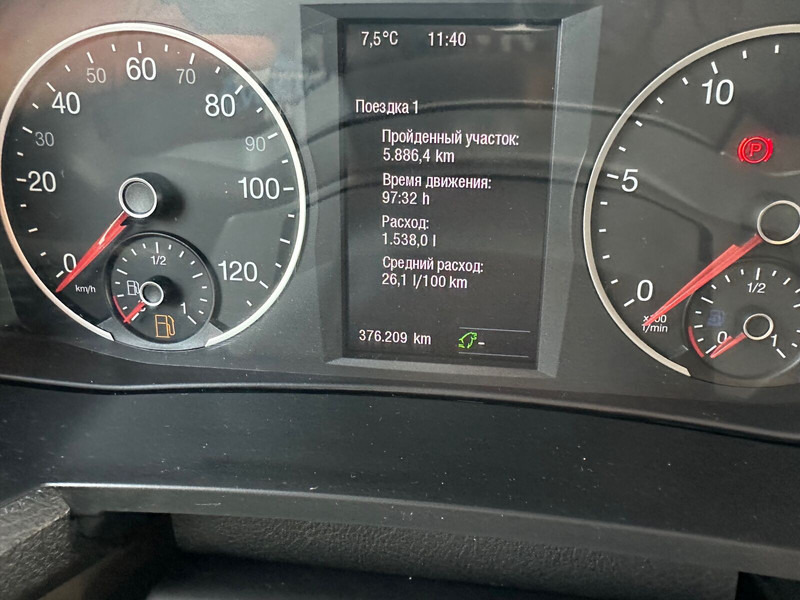 7,5°C 11:40
Поездка 1
Пройденный участок:
5.886,4 km
Время движения:
97:32 h
Расход:
1.538,0 l
Средний расход:
26,1 l/100 km
376.209 km
0 20 30 40 50 60 70 80 90 100 120
km/h
1/2
1
0 5 10
x100
1/min
P
0 1/2 1